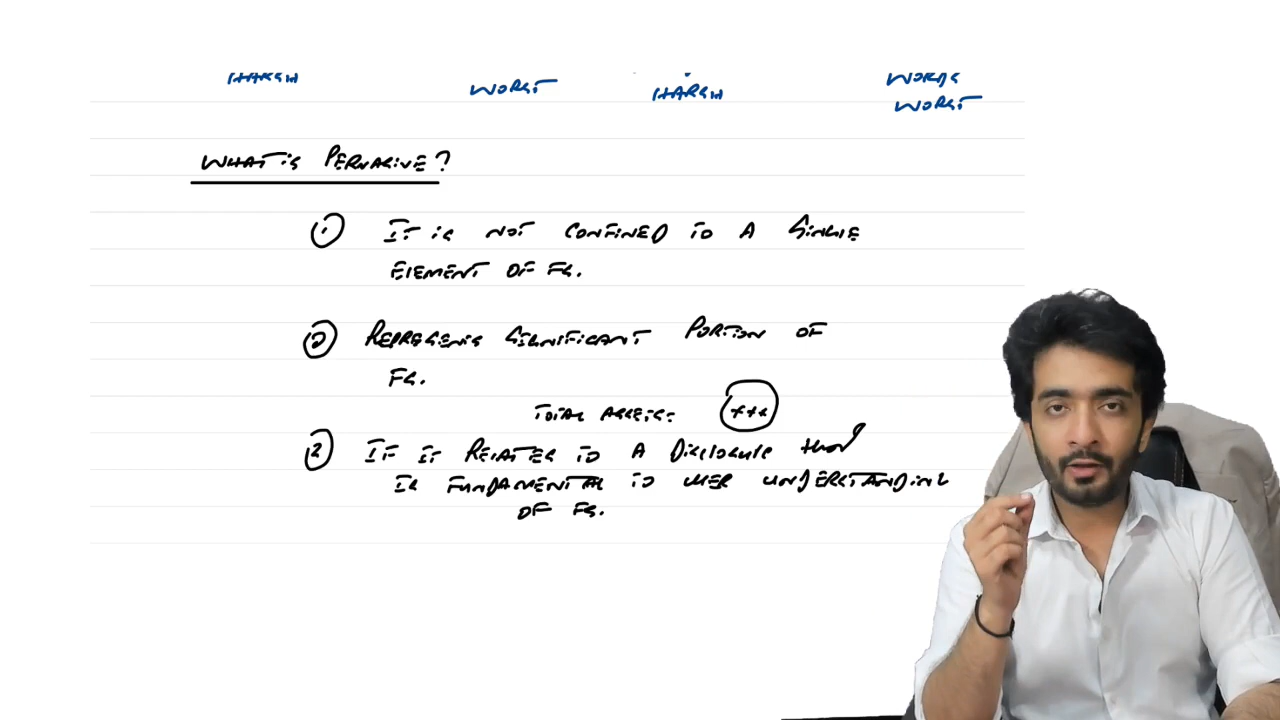 HARSH
WORST
HARSH
WORDS
WORST
WHAT IS PERVASIVE?
① IT IS NOT CONFINED TO A SINGLE
ELEMENT OF FS.
② REPRESENTS SIGNIFICANT PORTION OF
FS.
TOTAL ASSETS: +++
IF IT RELATES TO A DISCLOSURE THAT
IS FUNDAMENTAL TO USER UNDERSTANDING
OF FS.